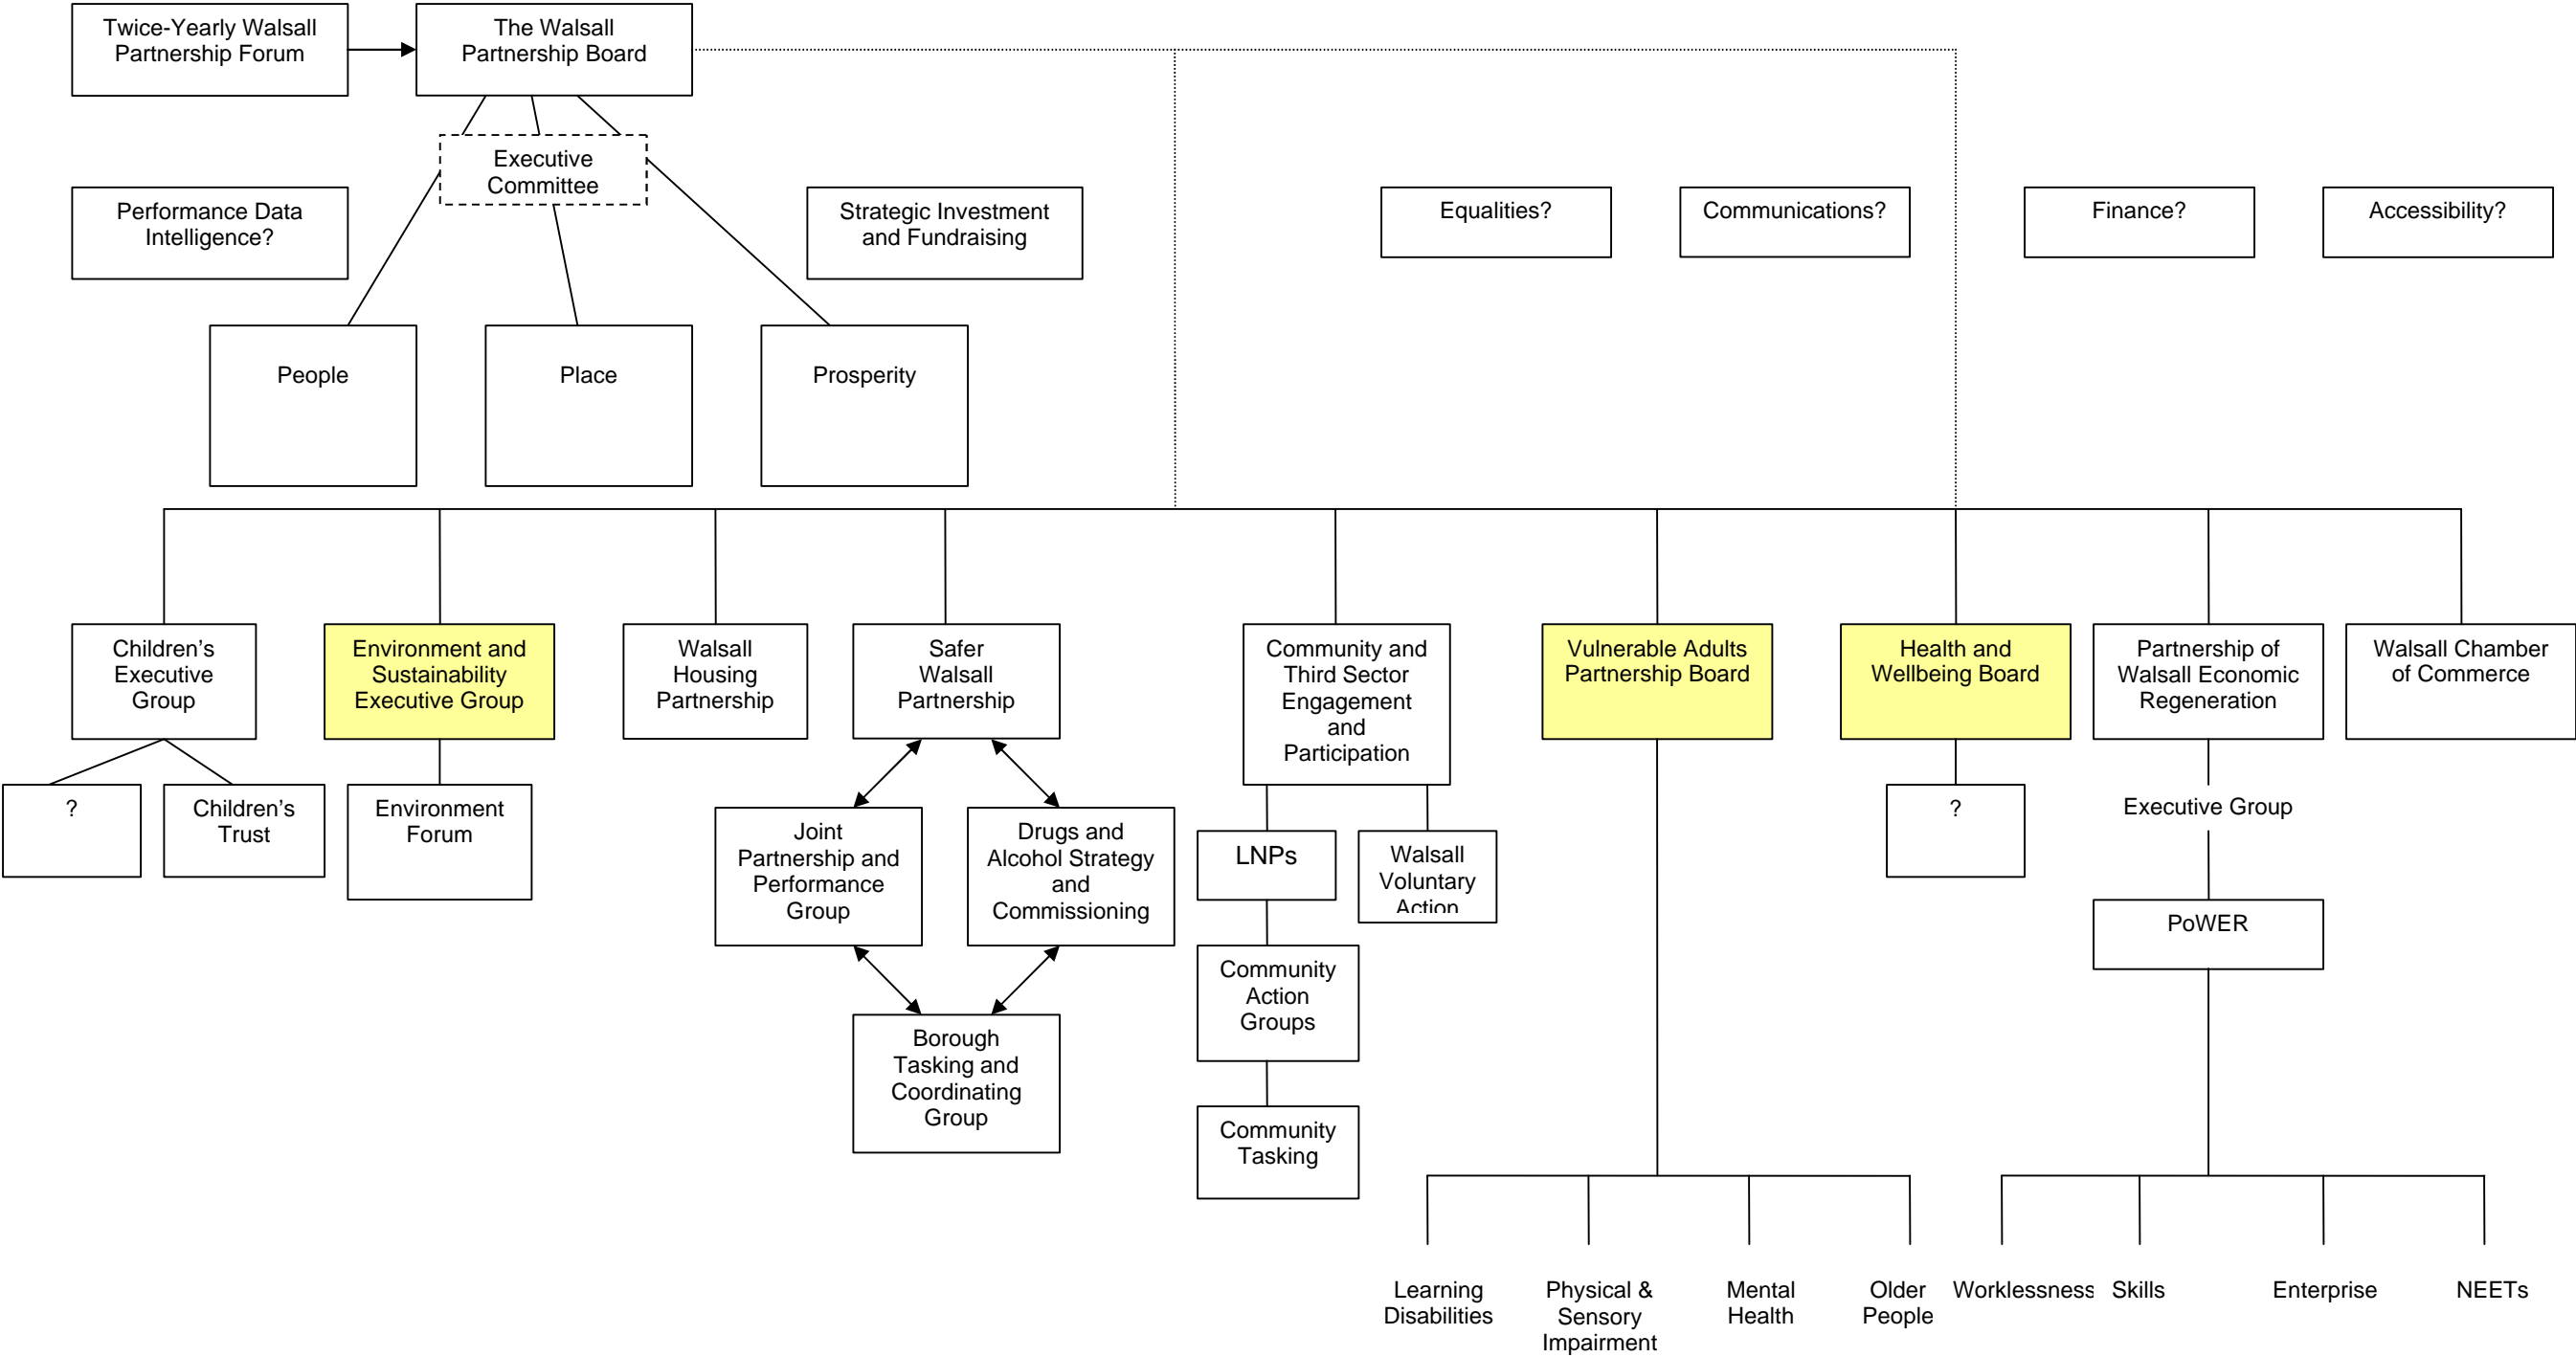 Twice-Yearly Walsall
Partnership Forum
The Walsall
Partnership Board
Executive
Committee
Performance Data
Intelligence?
Strategic Investment
and Fundraising
Equalities?
Communications?
Finance?
Accessibility?
People
Place
Prosperity
Children’s
Executive
Group
Environment and
Sustainability
Executive Group
Walsall
Housing
Partnership
Safer
Walsall
Partnership
Community and
Third Sector
Engagement
and
Participation
Vulnerable Adults
Partnership Board
Health and
Wellbeing Board
Partnership of
Walsall Economic
Regeneration
Walsall Chamber
of Commerce
?
Children’s
Trust
Environment
Forum
Joint
Partnership and
Performance
Group
Drugs and
Alcohol Strategy
and
Commissioning
LNPs
Walsall
Voluntary
Action
?
Executive Group
PoWER
Community
Action
Groups
Borough
Tasking and
Coordinating
Group
Community
Tasking
Learning
Disabilities
Physical &
Sensory
Impairment
Mental
Health
Older
People
Worklessness
Skills
Enterprise
NEETs